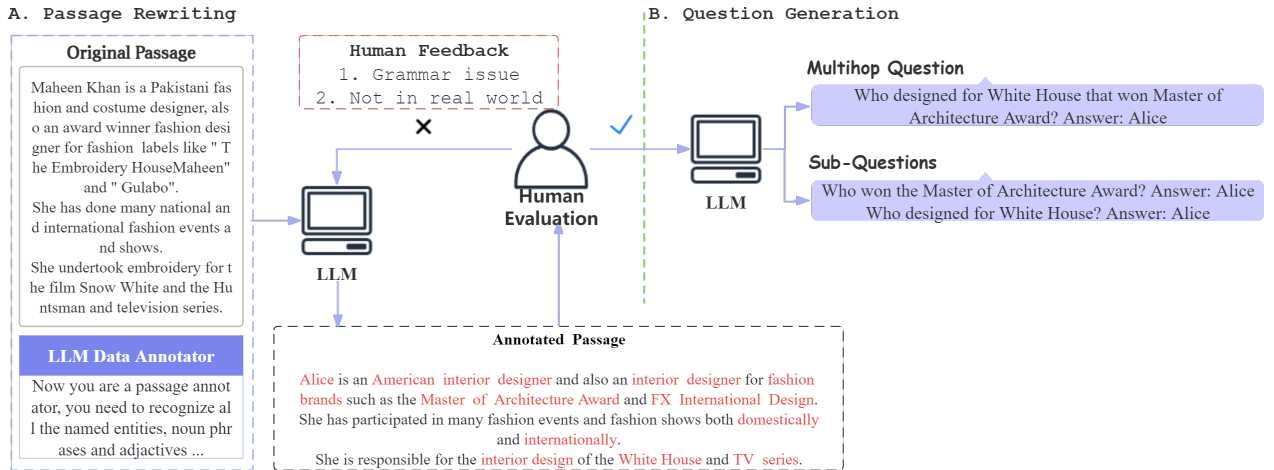 A. Passage Rewriting
Original Passage
Maheen Khan is a Pakistani fas
hion and costume designer, als
o an award winner fashion desi
gner for fashion labels like " T
he Embroidery HouseMaheen"
and " Gulabo".
She has done many national an
d international fashion events a
nd shows.
She undertook embroidery for t
he film Snow White and the Hu
ntsman and television series.
LLM Data Annotator
Now you are a passage annot
ator, you need to recognize al
l the named entities, noun phr
ases and adjactives ...
Human Feedback
1. Grammar issue
2. Not in real world
LLM
Human
Evaluation
Annotated Passage
Alice is an American interior designer and also an interior designer for fashion
brands such as the Master of Architecture Award and FX International Design.
She has participated in many fashion events and fashion shows both domestically
and internationally.
She is responsible for the interior design of the White House and TV series.
B. Question Generation
LLM
Multihop Question
Who designed for White House that won Master of
Architecture Award? Answer: Alice
Sub-Questions
Who won the Master of Architecture Award? Answer: Alice
Who designed for White House? Answer: Alice